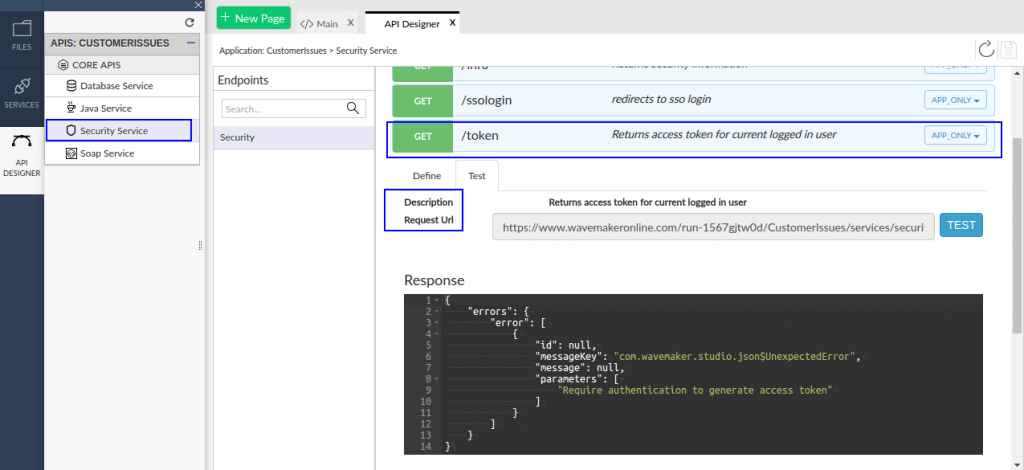 FILES
SERVICES
API
DESIGNER
APIS: CUSTOMERISSUES
CORE APIS
Database Service
Java Service
Security Service
Soap Service
+ New Page
</> Main X
API Designer X
Application: CustomerIssues > Security Service
Endpoints
Search...
Security
GET /info Returns security information APP_ONLY
GET /ssologin redirects to sso login APP_ONLY
GET /token Returns access token for current logged in user APP_ONLY
Define Test
Description Returns access token for current logged in user
Request Url https://www.wavemakeronline.com/run-1567gjtw0d/CustomerIssues/services/securi TEST
Response
1 {
2 "errors": {
3 "error": [
4 {
5 "id": null,
6 "messageKey": "com.wavemaker.studio.json$UnexpectedError",
7 "message": null,
8 "parameters": [
9 "Require authentication to generate access token"
10 ]
11 }
12 ]
13 }
14 }